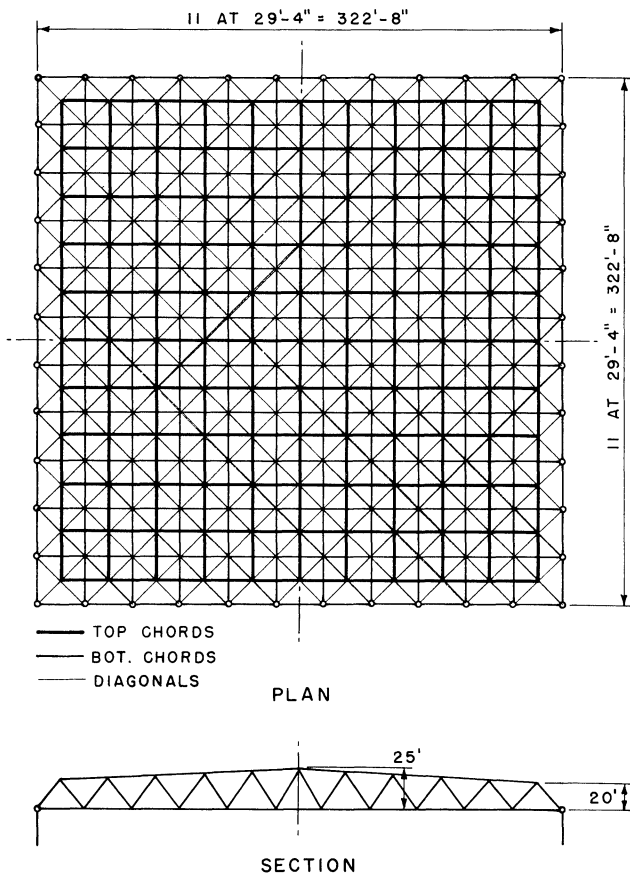 11 AT 29'-4" = 322'-8"
11 AT 29'-4" = 322'-8"
TOP CHORDS
BOT. CHORDS
DIAGONALS
PLAN
25'
20'
SECTION